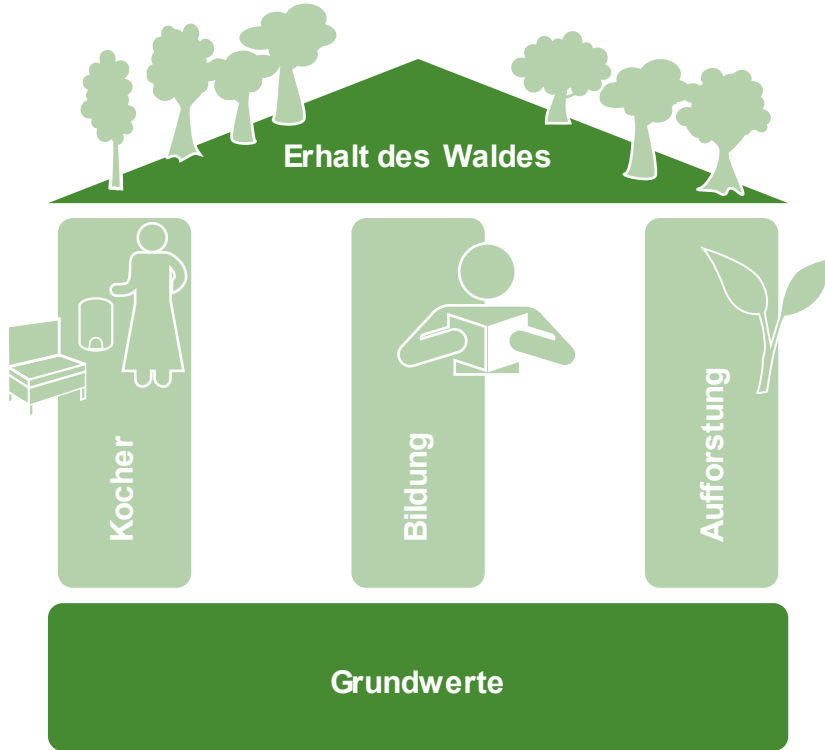 Erhalt des Waldes
Kocher
Bildung
Aufforstung
Grundwerte